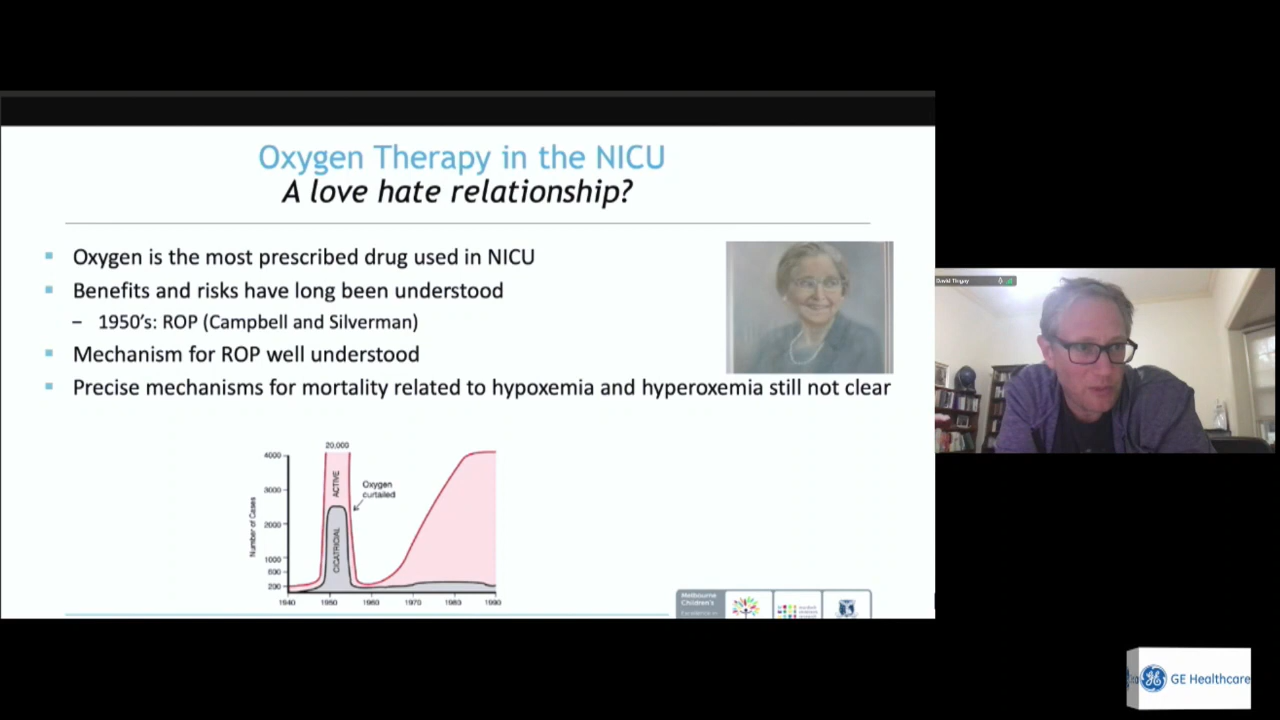 Oxygen Therapy in the NICU
A love hate relationship?
Oxygen is the most prescribed drug used in NICU
Benefits and risks have long been understood
– 1950's: ROP (Campbell and Silverman)
Mechanism for ROP well understood
Precise mechanisms for mortality related to hypoxemia and hyperoxemia still not clear
20,000
4000
3000
2000
1000
500
200
Number of Cases
ACTIVE
CICATRICIAL
Oxygen
curtailed
1940 1950 1960 1970 1980 1990
Melbourne
Children's
David Tingay
GE Healthcare